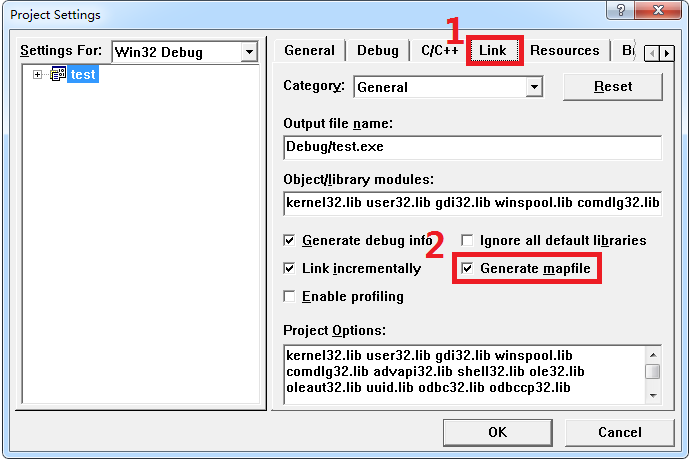 Project Settings
Settings For: Win32 Debug
test
1
General Debug C/C++ Link Resources
Category: General
Reset
Output file name:
Debug/test.exe
Object/library modules:
kernel32.lib user32.lib gdi32.lib winspool.lib comdlg32.lib
2
Generate debug info
Ignore all default libraries
Link incrementally
Generate mapfile
Enable profiling
Project Options:
kernel32.lib user32.lib gdi32.lib winspool.lib
comdlg32.lib advapi32.lib shell32.lib ole32.lib
oleaut32.lib uuid.lib odbc32.lib odbccp32.lib
OK
Cancel